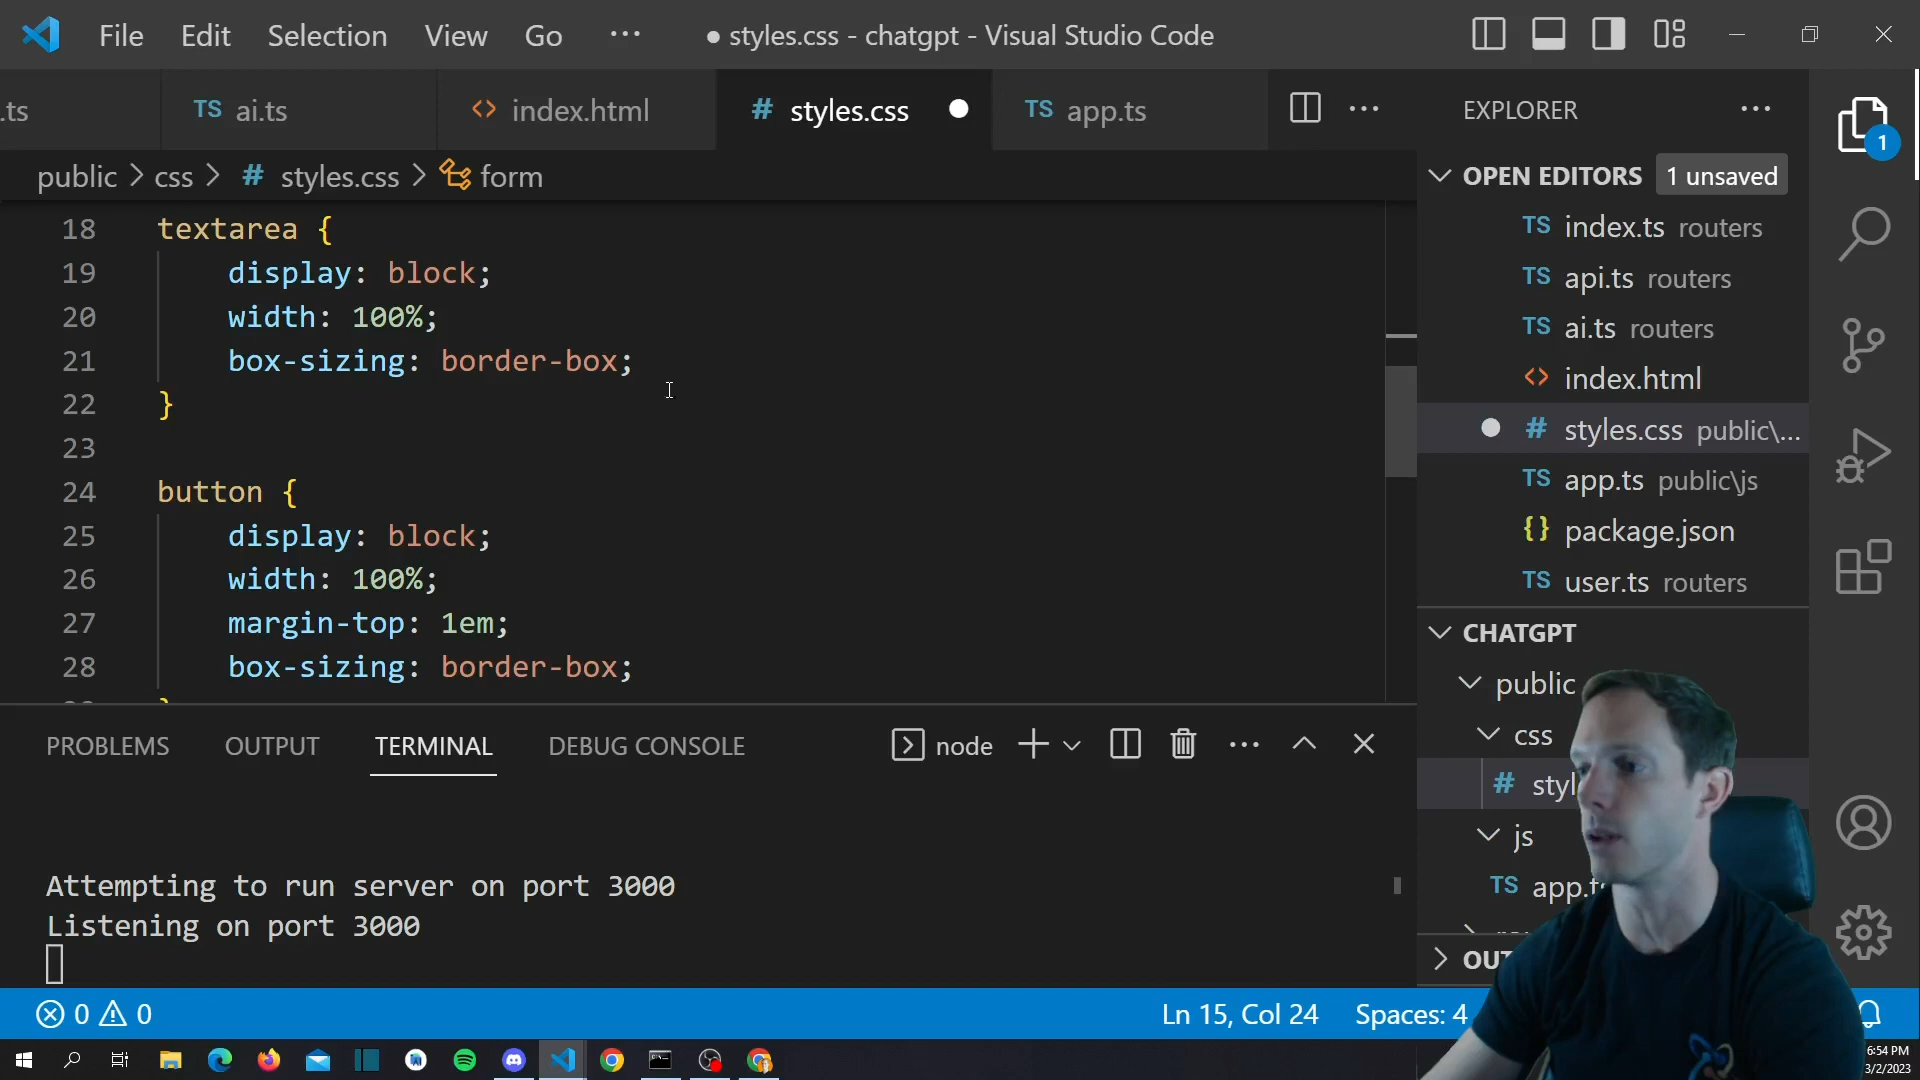 File Edit Selection View Go ··· ● styles.css - chatgpt - Visual Studio Code
.ts TS ai.ts <> index.html # styles.css ● TS app.ts ···
public > css > # styles.css > form
18 textarea {
19 display: block;
20 width: 100%;
21 box-sizing: border-box;
22 }
23
24 button {
25 display: block;
26 width: 100%;
27 margin-top: 1em;
28 box-sizing: border-box;
EXPLORER ···
OPEN EDITORS 1 unsaved
TS index.ts routers
TS api.ts routers
TS ai.ts routers
<> index.html
● # styles.css public\...
TS app.ts public\js
{} package.json
TS user.ts routers
CHATGPT
public
css
# styl
js
TS app.t
OUT
1
PROBLEMS OUTPUT TERMINAL DEBUG CONSOLE node ···
Attempting to run server on port 3000
Listening on port 3000
0 0 Ln 15, Col 24 Spaces: 4
6:54 PM
3/2/2023